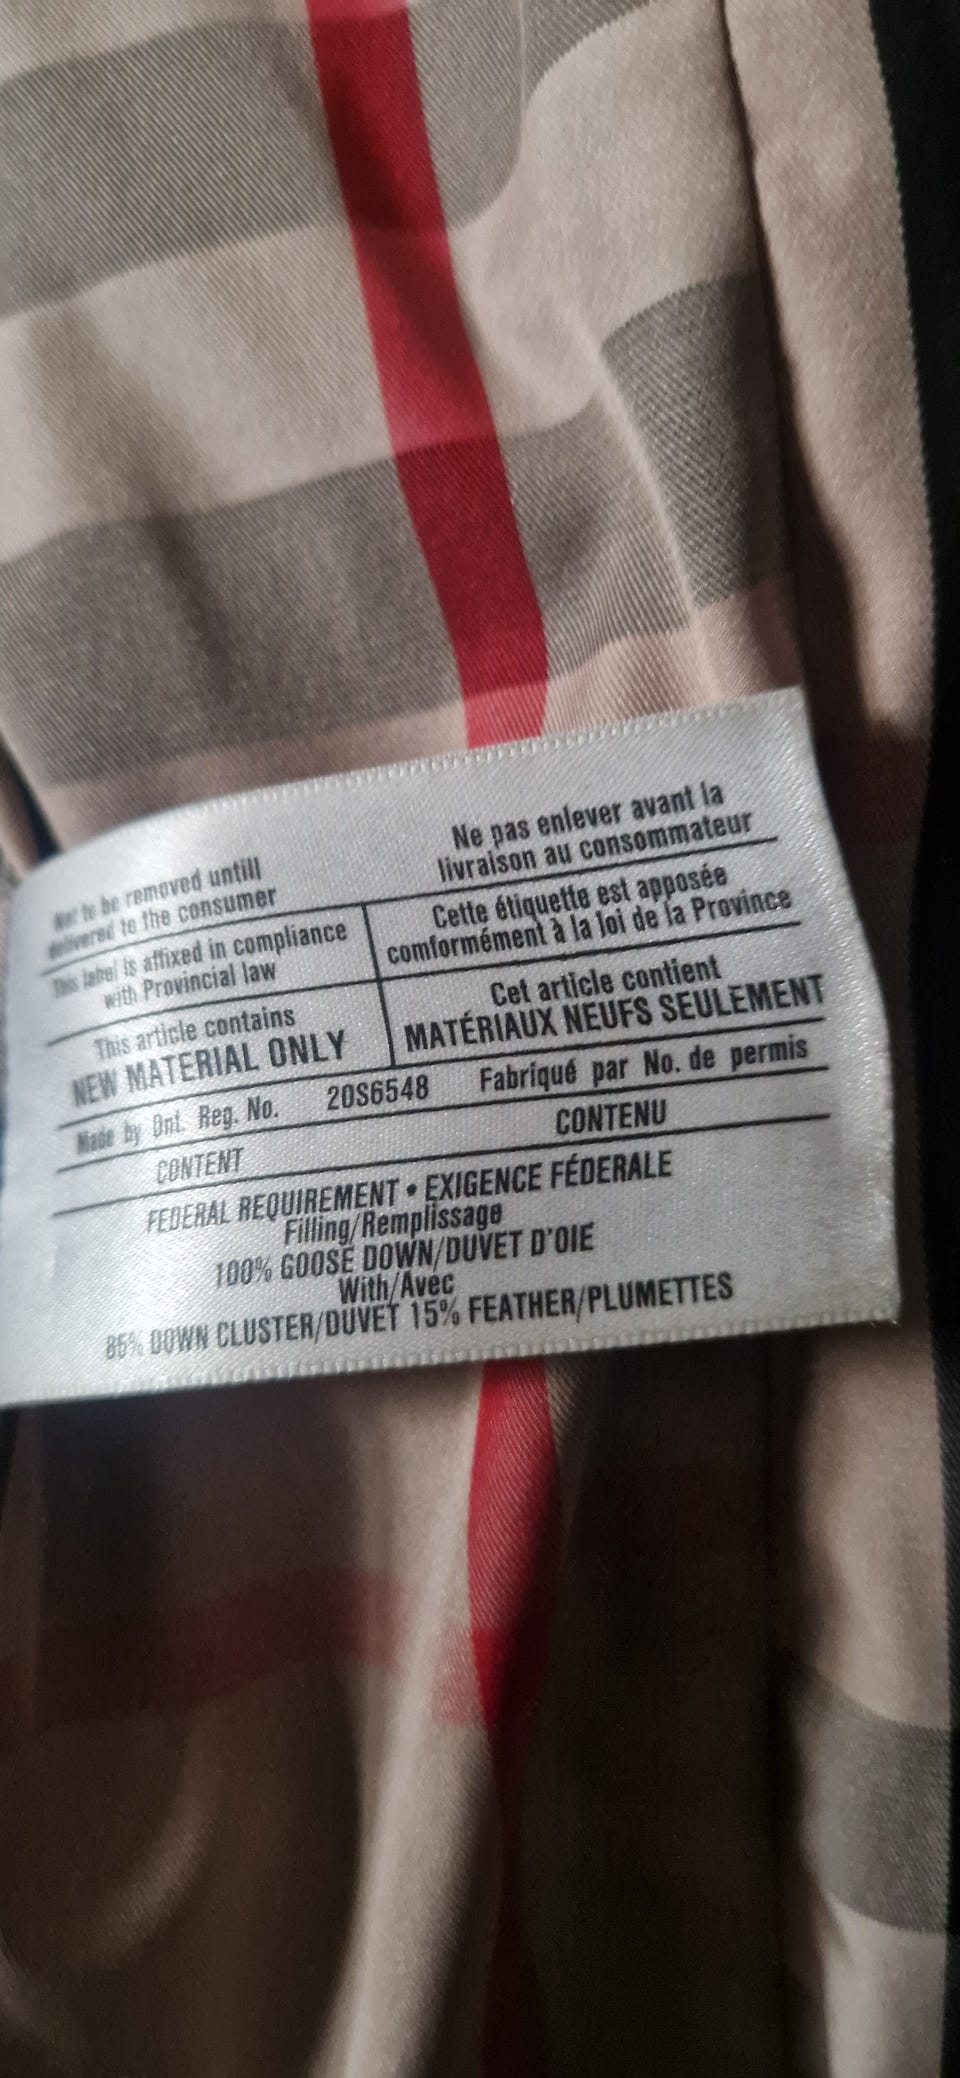 Not to be removed untill
delivered to the consumer
Ne pas enlever avant la
livraison au consommateur
This label is affixed in compliance
with Provincial law
Cette étiquette est apposée
comformément à la loi de la Province
This article contains
NEW MATERIAL ONLY
Cet article contient
MATÉRIAUX NEUFS SEULEMENT
Made by Ont. Reg. No. 20S6548 Fabriqué par No. de permis
CONTENT CONTENU
FEDERAL REQUIREMENT • EXIGENCE FÉDERALE
Filling/Remplissage
100% GOOSE DOWN/DUVET D'OIE
With/Avec
85% DOWN CLUSTER/DUVET 15% FEATHER/PLUMETTES